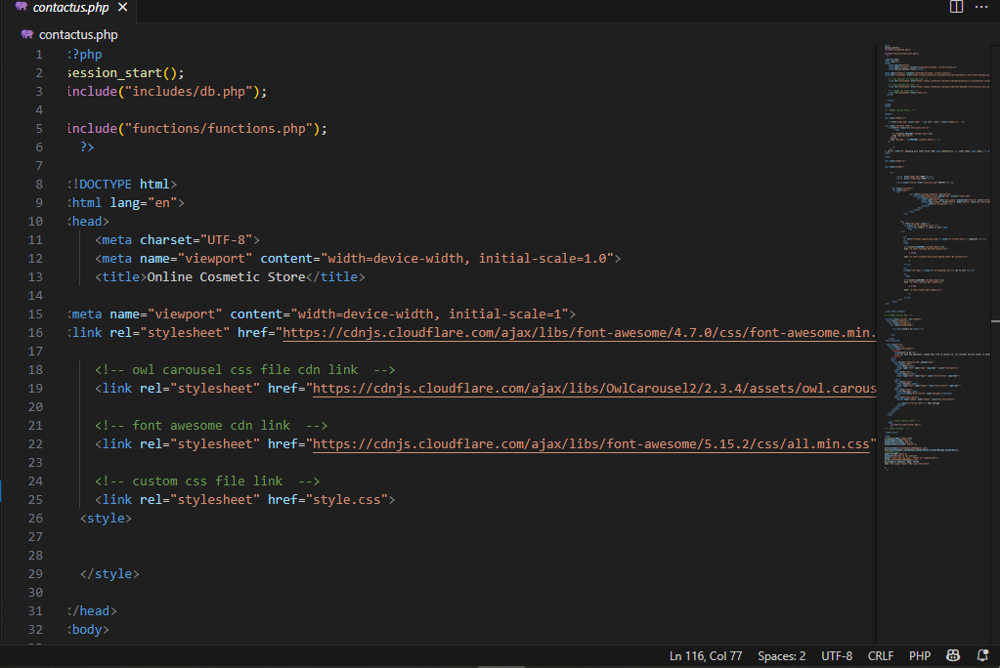 contactus.php
contactus.php
1 <?php
2 session_start();
3 include("includes/db.php");
4
5 include("functions/functions.php");
6 ?>
7
8 <!DOCTYPE html>
9 <html lang="en">
10 <head>
11 <meta charset="UTF-8">
12 <meta name="viewport" content="width=device-width, initial-scale=1.0">
13 <title>Online Cosmetic Store</title>
14
15 <meta name="viewport" content="width=device-width, initial-scale=1">
16 <link rel="stylesheet" href="https://cdnjs.cloudflare.com/ajax/libs/font-awesome/4.7.0/css/font-awesome.min.
17
18 <!-- owl carousel css file cdn link  -->
19 <link rel="stylesheet" href="https://cdnjs.cloudflare.com/ajax/libs/OwlCarousel2/2.3.4/assets/owl.carous
20
21 <!-- font awesome cdn link  -->
22 <link rel="stylesheet" href="https://cdnjs.cloudflare.com/ajax/libs/font-awesome/5.15.2/css/all.min.css"
23
24 <!-- custom css file link  -->
25 <link rel="stylesheet" href="style.css">
26 <style>
27
28
29 </style>
30
31 </head>
32 <body>
Ln 116, Col 77 Spaces: 2 UTF-8 CRLF PHP